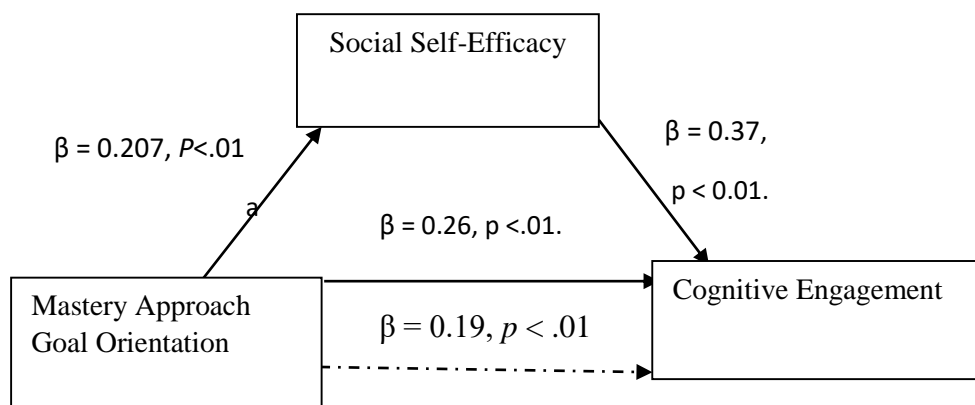 Social Self-Efficacy
β = 0.207, P<.01
β = 0.37,
p < 0.01.
a
β = 0.26, p <.01.
Mastery Approach
Goal Orientation
Cognitive Engagement
β = 0.19, p < .01